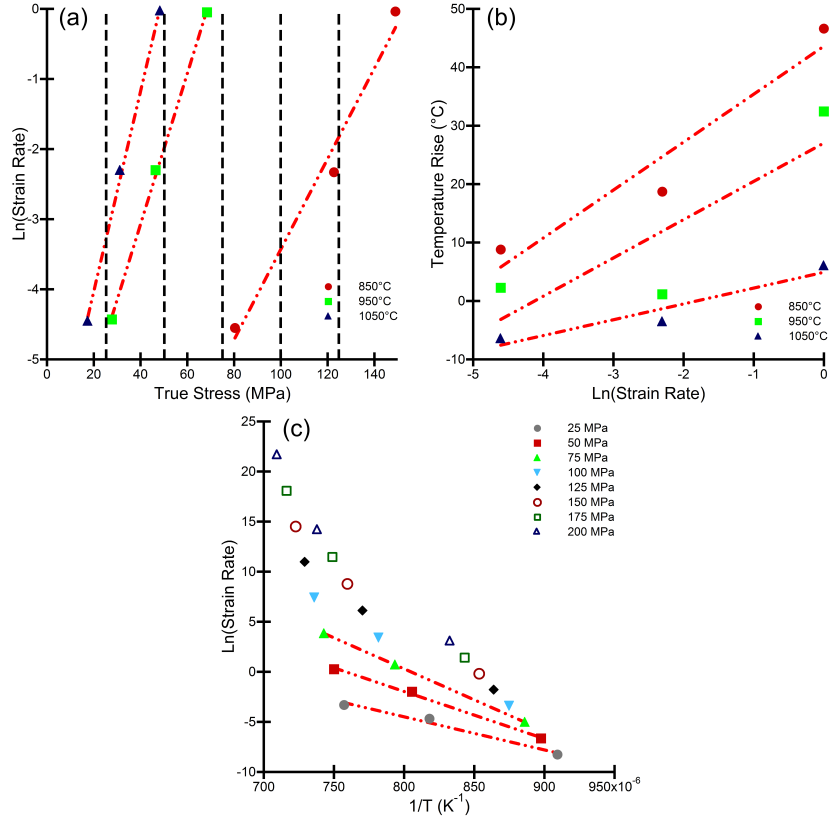 (a)
0
-1
-2
-3
-4
-5
Ln(Strain Rate)
850°C
950°C
1050°C
0 20 40 60 80 100 120 140
True Stress (MPa)
(b)
50
40
30
20
10
0
-10
Temperature Rise (°C)
850°C
950°C
1050°C
-5 -4 -3 -2 -1 0
Ln(Strain Rate)
(c)
25
20
15
10
5
0
-5
-10
Ln(Strain Rate)
25 MPa
50 MPa
75 MPa
100 MPa
125 MPa
150 MPa
175 MPa
200 MPa
700 750 800 850 900 950x10⁻⁶
1/T (K⁻¹)